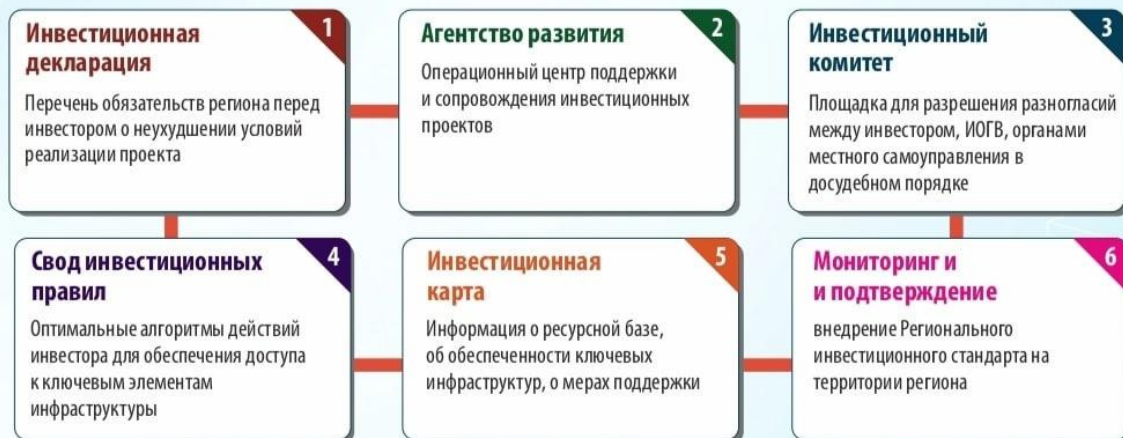 1
Инвестиционная
декларация
Перечень обязательств региона перед
инвестором о неухудшении условий
реализации проекта
2
Агентство развития
Операционный центр поддержки
и сопровождения инвестиционных
проектов
3
Инвестиционный
комитет
Площадка для разрешения разногласий
между инвестором, ИОГВ, органами
местного самоуправления в
досудебном порядке
4
Свод инвестиционных
правил
Оптимальные алгоритмы действий
инвестора для обеспечения доступа
к ключевым элементам
инфраструктуры
5
Инвестиционная
карта
Информация о ресурсной базе,
об обеспеченности ключевых
инфраструктур, о мерах поддержки
6
Мониторинг и
и подтверждение
внедрение Регионального
инвестиционного стандарта на
территории региона